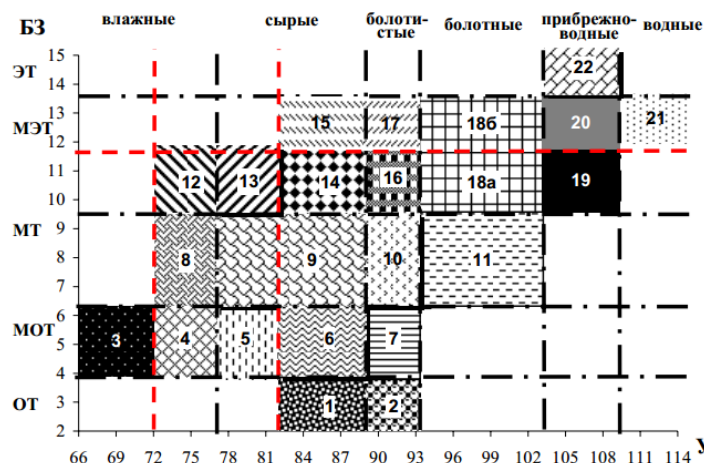 БЗ влажные сырые болоти-стые болотные прибрежно-водные водные
15
ЭТ 22
14
13
МЭТ 15 17 18б 20 21
12
11
12 13 14 16 18а 19
10
9
МТ
8
8 9 10 11
7
6
МОТ 3 4 5 6 7
5
4
ОТ 3 1 2
2
66 69 72 75 78 81 84 87 90 93 96 99 102 105 108 111 114 У